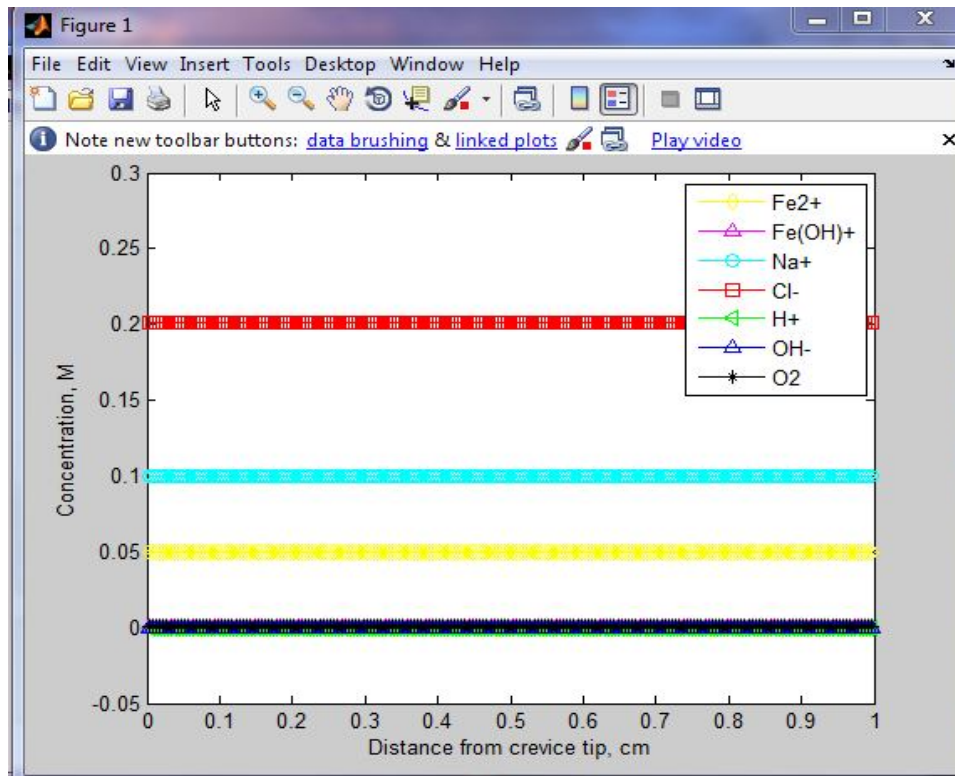 Figure 1
File Edit View Insert Tools Desktop Window Help
Note new toolbar buttons: data brushing & linked plots Play video
0.3
0.25
0.2
0.15
0.1
0.05
0
-0.05
Concentration, M
Fe2+
Fe(OH)+
Na+
Cl-
H+
OH-
O2
0 0.1 0.2 0.3 0.4 0.5 0.6 0.7 0.8 0.9 1
Distance from crevice tip, cm